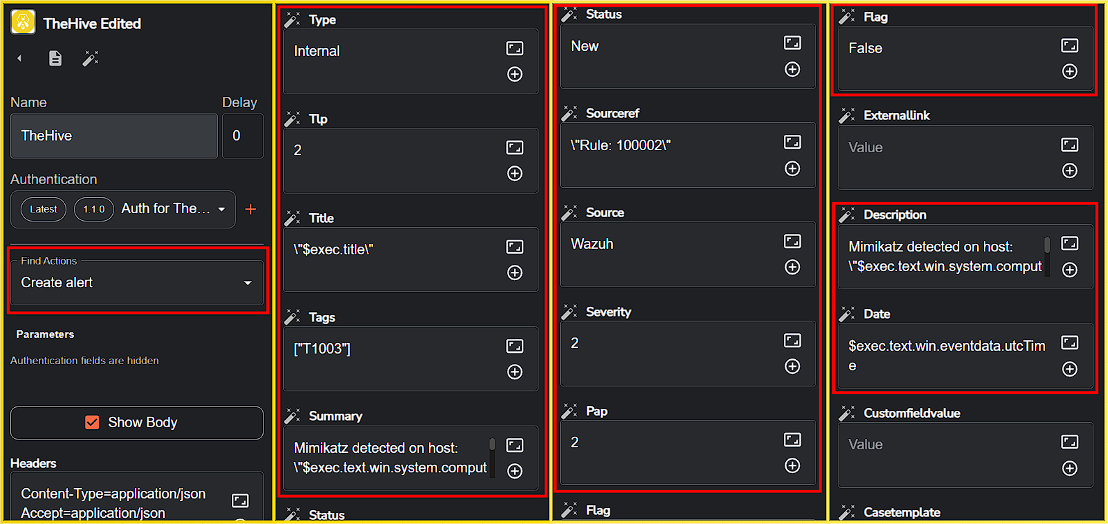 TheHive Edited
Name
Delay
TheHive
0
Authentication
Latest
1.1.0
Auth for The...
Find Actions
Create alert
Parameters
Authentication fields are hidden
Show Body
Headers
Content-Type=application/json
Accept=application/json
Type
Internal
Tlp
2
Title
\"$exec.title\"
Tags
["T1003"]
Summary
Mimikatz detected on host:
\"$exec.text.win.system.comput
Status
Status
New
Sourceref
\"Rule: 100002\"
Source
Wazuh
Severity
2
Pap
2
Flag
Flag
False
Externallink
Value
Description
Mimikatz detected on host:
\"$exec.text.win.system.comput
Date
$exec.text.win.eventdata.utcTim
e
Customfieldvalue
Value
Casetemplate